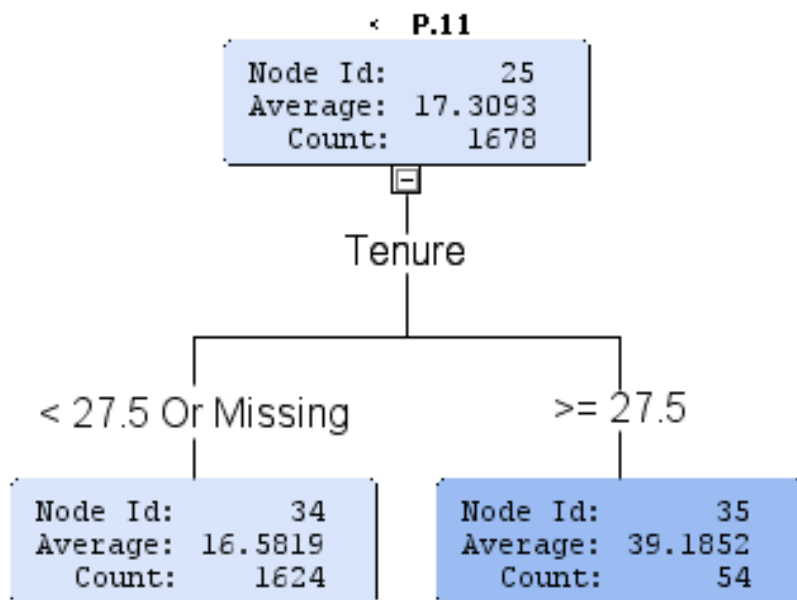 < P.11
Node Id: 25
Average: 17.3093
Count: 1678
Tenure
< 27.5 Or Missing
>= 27.5
Node Id: 34
Average: 16.5819
Count: 1624
Node Id: 35
Average: 39.1852
Count: 54